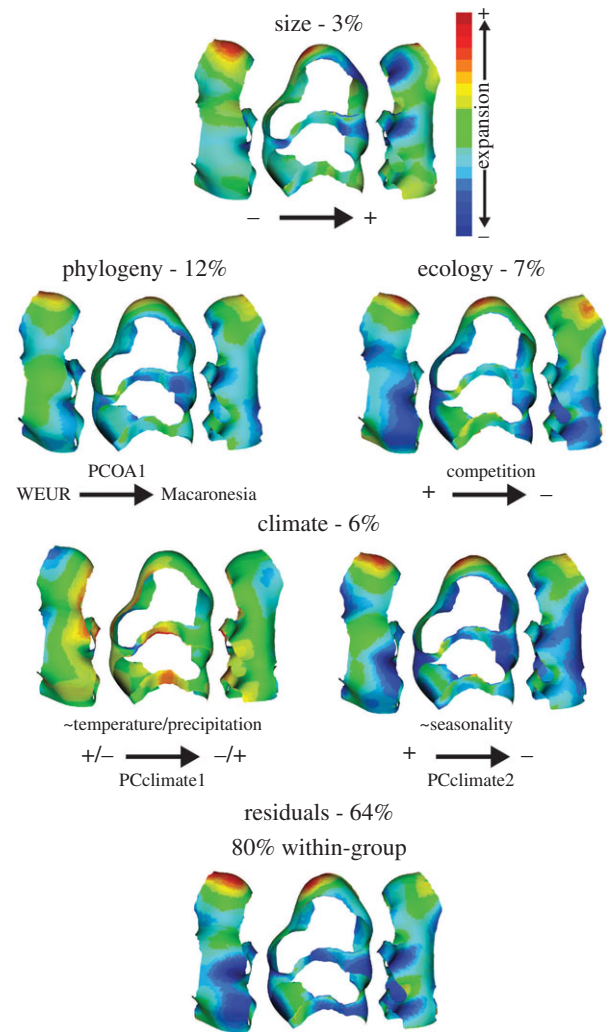 size - 3%
+
expansion
–
– +
phylogeny - 12%
ecology - 7%
PCOA1
WEUR Macaronesia
competition
+ –
climate - 6%
~temperature/precipitation
+/– –/+
PCclimate1
~seasonality
+ –
PCclimate2
residuals - 64%
80% within-group